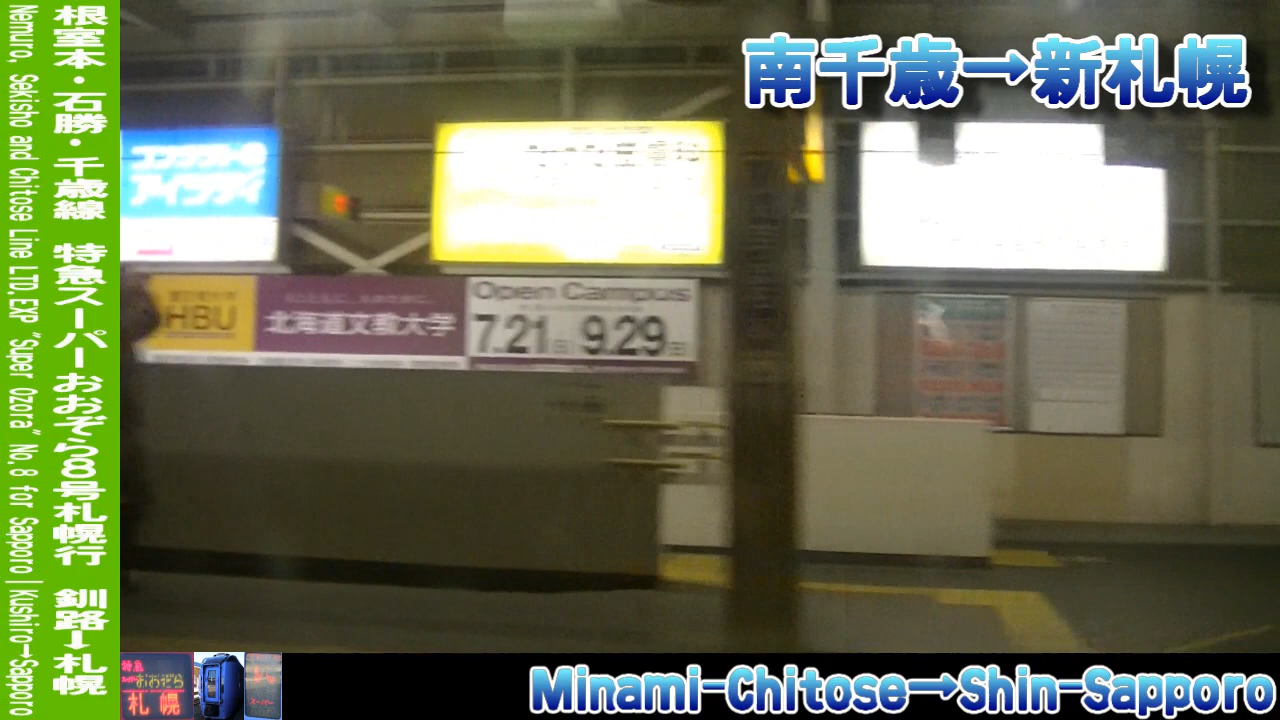 根室本・石勝・千歳線 特急スーパーおおぞら8号札幌行 釧路→札幌
Nemuro, Sekisho and Chitose Line LTD.EXP "Super Ozora" No.8 for Sapporo | Kushiro→Sapporo
南千歳→新札幌
HBU
北海道文教大学
Open Campus
7.21 9.29
特急
おおぞら
札幌
Minami-Chitose→Shin-Sapporo